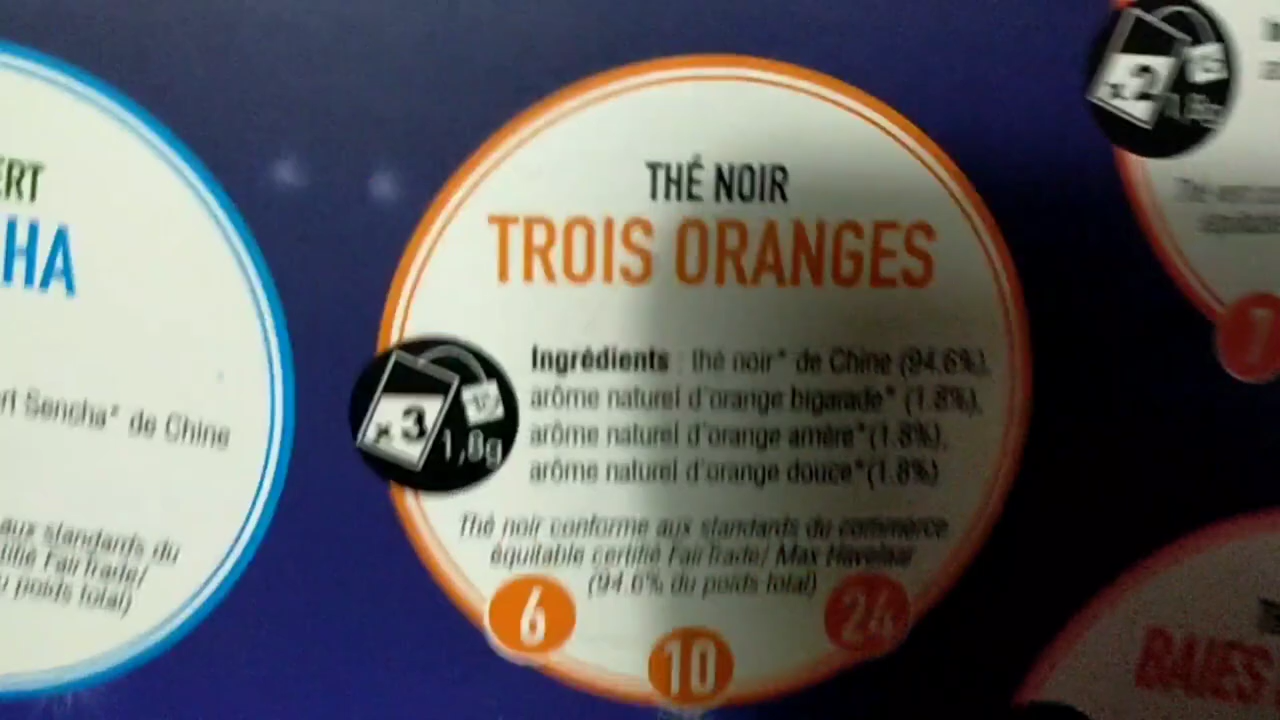 ERT
HA
rt Sencha* de Chine
aux standards du
FairTrade/
poids total)
x 3
1,8g
THÉ NOIR
TROIS ORANGES
Ingrédients : thé noir* de Chine (94.6%),
arôme naturel d'orange bigarade* (1.8%),
arôme naturel d'orange amère* (1.8%),
arôme naturel d'orange douce* (1.8%)
Thé noir conforme aux standards du commerce
équitable certifié FairTrade/ Max Havelaar
(94.6% du poids total)
6
10
24
x 2
BAIES